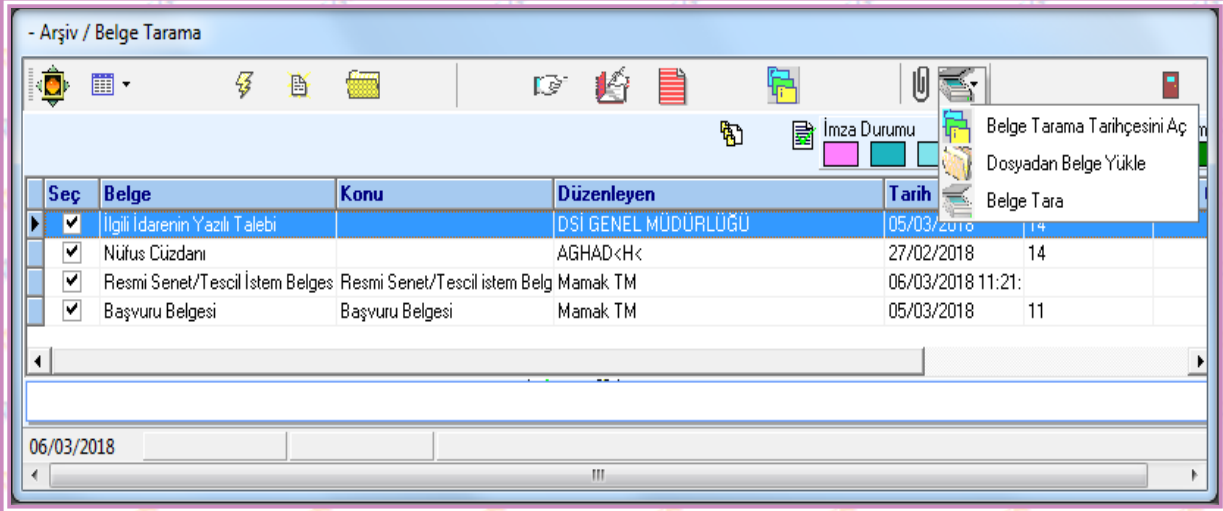 - Arşiv / Belge Tarama
Belge Tarama Tarihçesini Aç
Dosyadan Belge Yükle
Belge Tara
İmza Durumu
Seç Belge Konu Düzenleyen Tarih
İlgili İdarenin Yazılı Talebi DSİ GENEL MÜDÜRLÜĞÜ 05/03/2018 14
Nüfus Cüzdanı AGHAD<H< 27/02/2018 14
Resmi Senet/Tescil İstem Belges Resmi Senet/Tescil istem Belg Mamak TM 06/03/2018 11:21:
Başvuru Belgesi Başvuru Belgesi Mamak TM 05/03/2018 11
06/03/2018